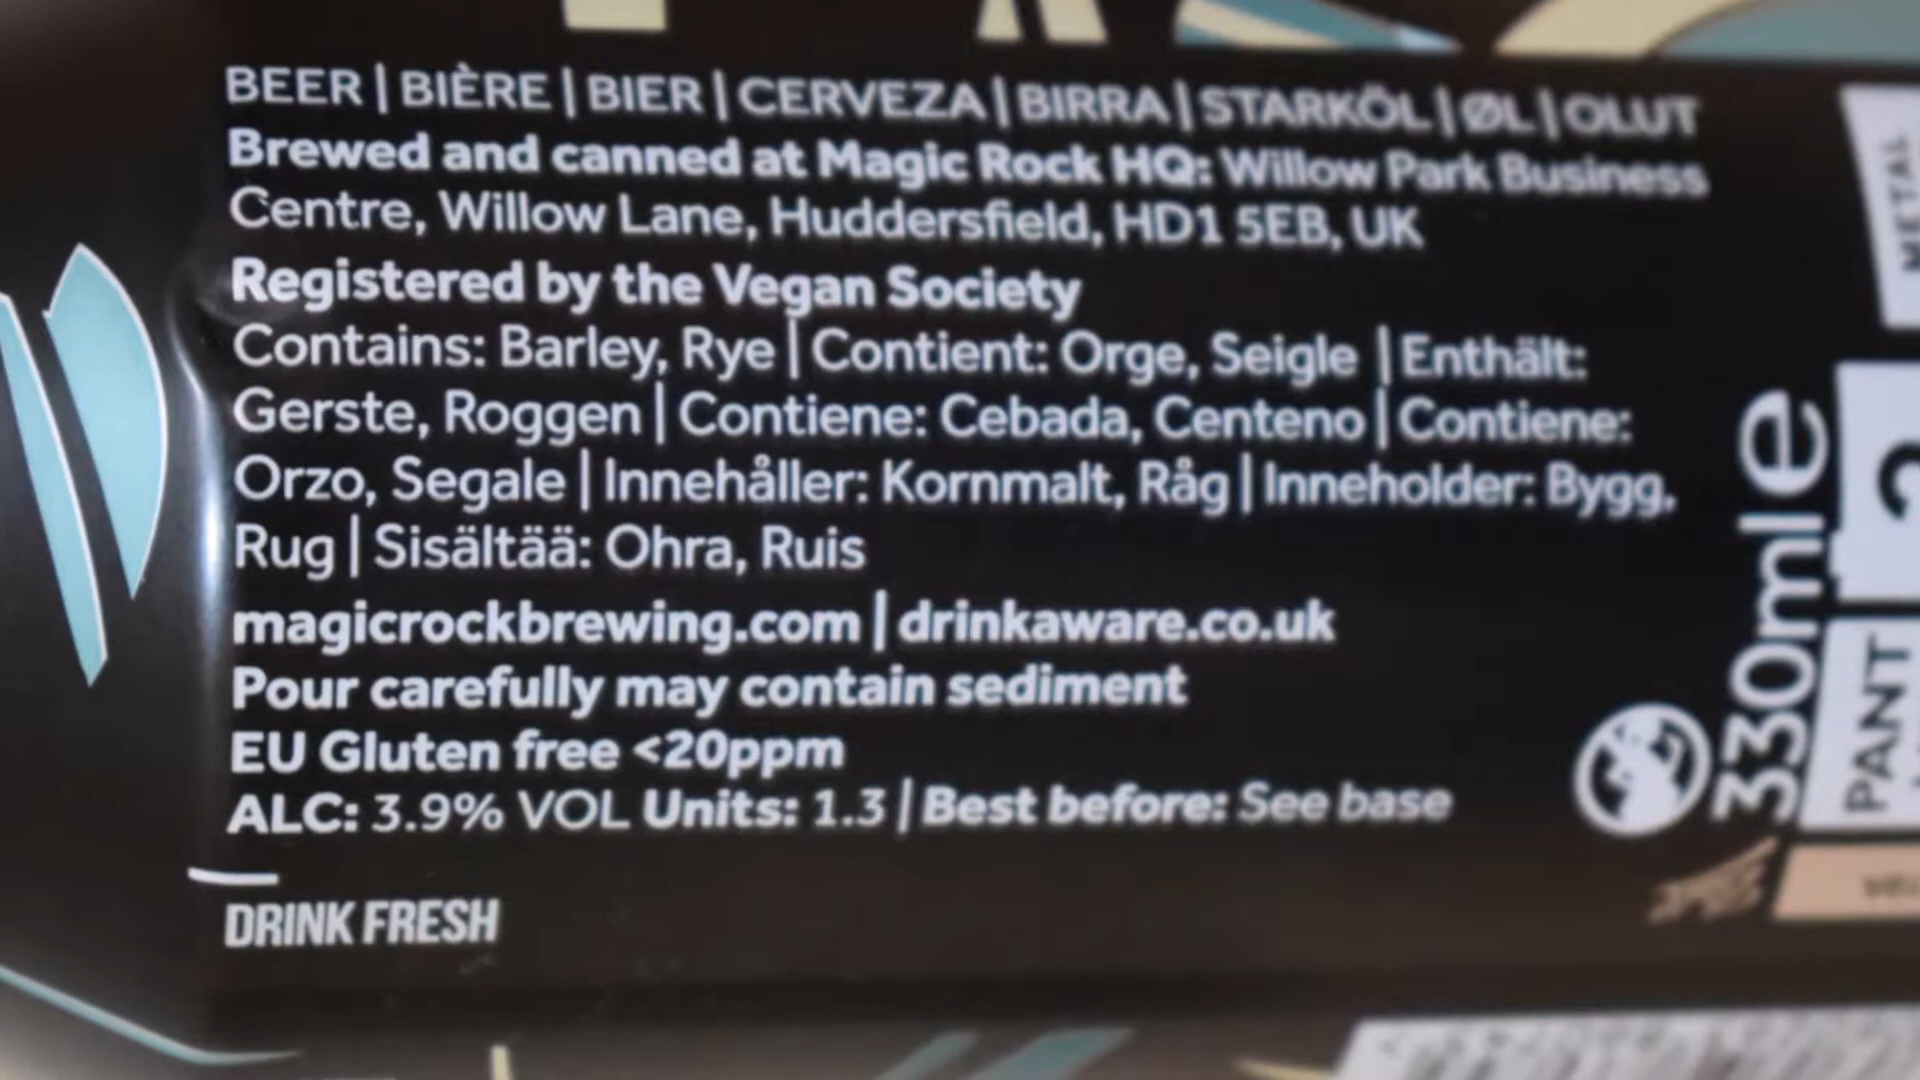 BEER | BIÈRE | BIER | CERVEZA | BIRRA | STARKÖL | ØL | OLUT
Brewed and canned at Magic Rock HQ: Willow Park Business
Centre, Willow Lane, Huddersfield, HD1 5EB, UK
Registered by the Vegan Society
Contains: Barley, Rye | Contient: Orge, Seigle | Enthält:
Gerste, Roggen | Contiene: Cebada, Centeno | Contiene:
Orzo, Segale | Innehåller: Kornmalt, Råg | Inneholder: Bygg,
Rug | Sisältää: Ohra, Ruis
magicrockbrewing.com | drinkaware.co.uk
Pour carefully may contain sediment
EU Gluten free <20ppm
ALC: 3.9% VOL Units: 1.3 | Best before: See base
DRINK FRESH
330ml e
METAL
PANT